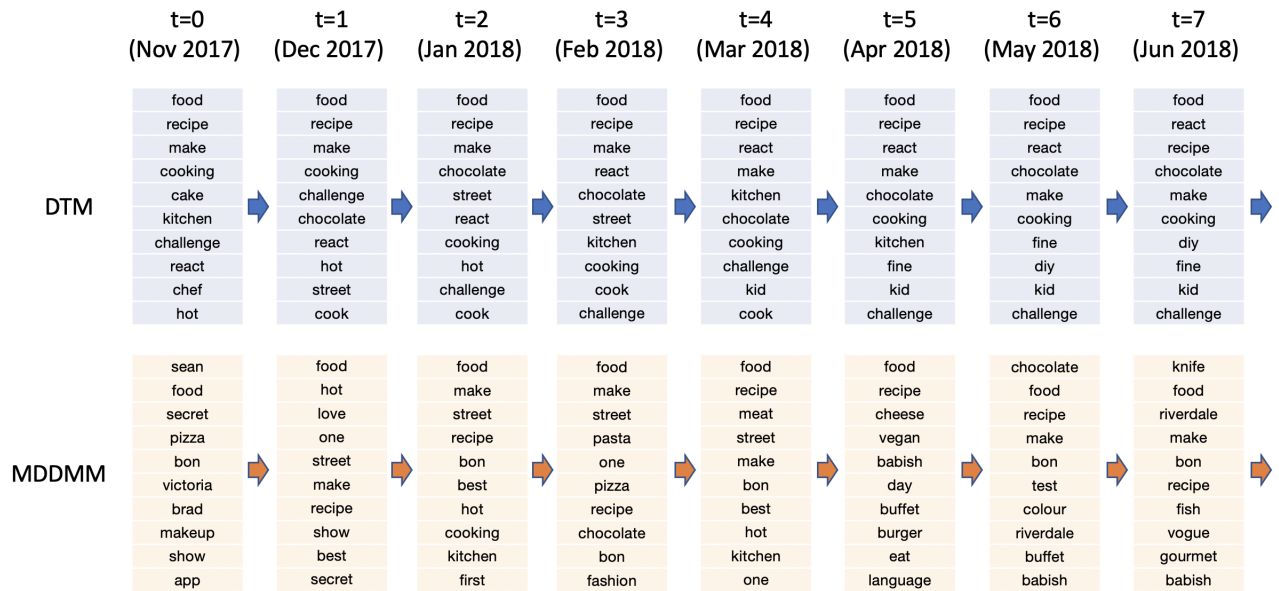 t=0 t=1 t=2 t=3 t=4 t=5 t=6 t=7
(Nov 2017) (Dec 2017) (Jan 2018) (Feb 2018) (Mar 2018) (Apr 2018) (May 2018) (Jun 2018)
food food food food food food food food
recipe recipe recipe recipe recipe recipe recipe react
make make make make react react react recipe
cooking cooking chocolate react make make chocolate chocolate
cake challenge street chocolate kitchen chocolate make make
DTM
kitchen chocolate react street chocolate cooking cooking cooking
challenge react cooking kitchen cooking kitchen fine diy
react hot hot cooking challenge fine diy fine
chef street challenge cook kid kid kid kid
hot cook cook challenge cook challenge challenge challenge
sean food food food food food chocolate knife
food hot make make recipe recipe food food
secret love street street meat cheese recipe riverdale
pizza one recipe pasta street vegan make make
bon street bon one make babish bon bon
MDDMM
victoria make best pizza bon day test recipe
brad recipe hot recipe best buffet colour fish
makeup show cooking chocolate hot burger riverdale vogue
show best kitchen bon kitchen eat buffet gourmet
app secret first fashion one language babish babish